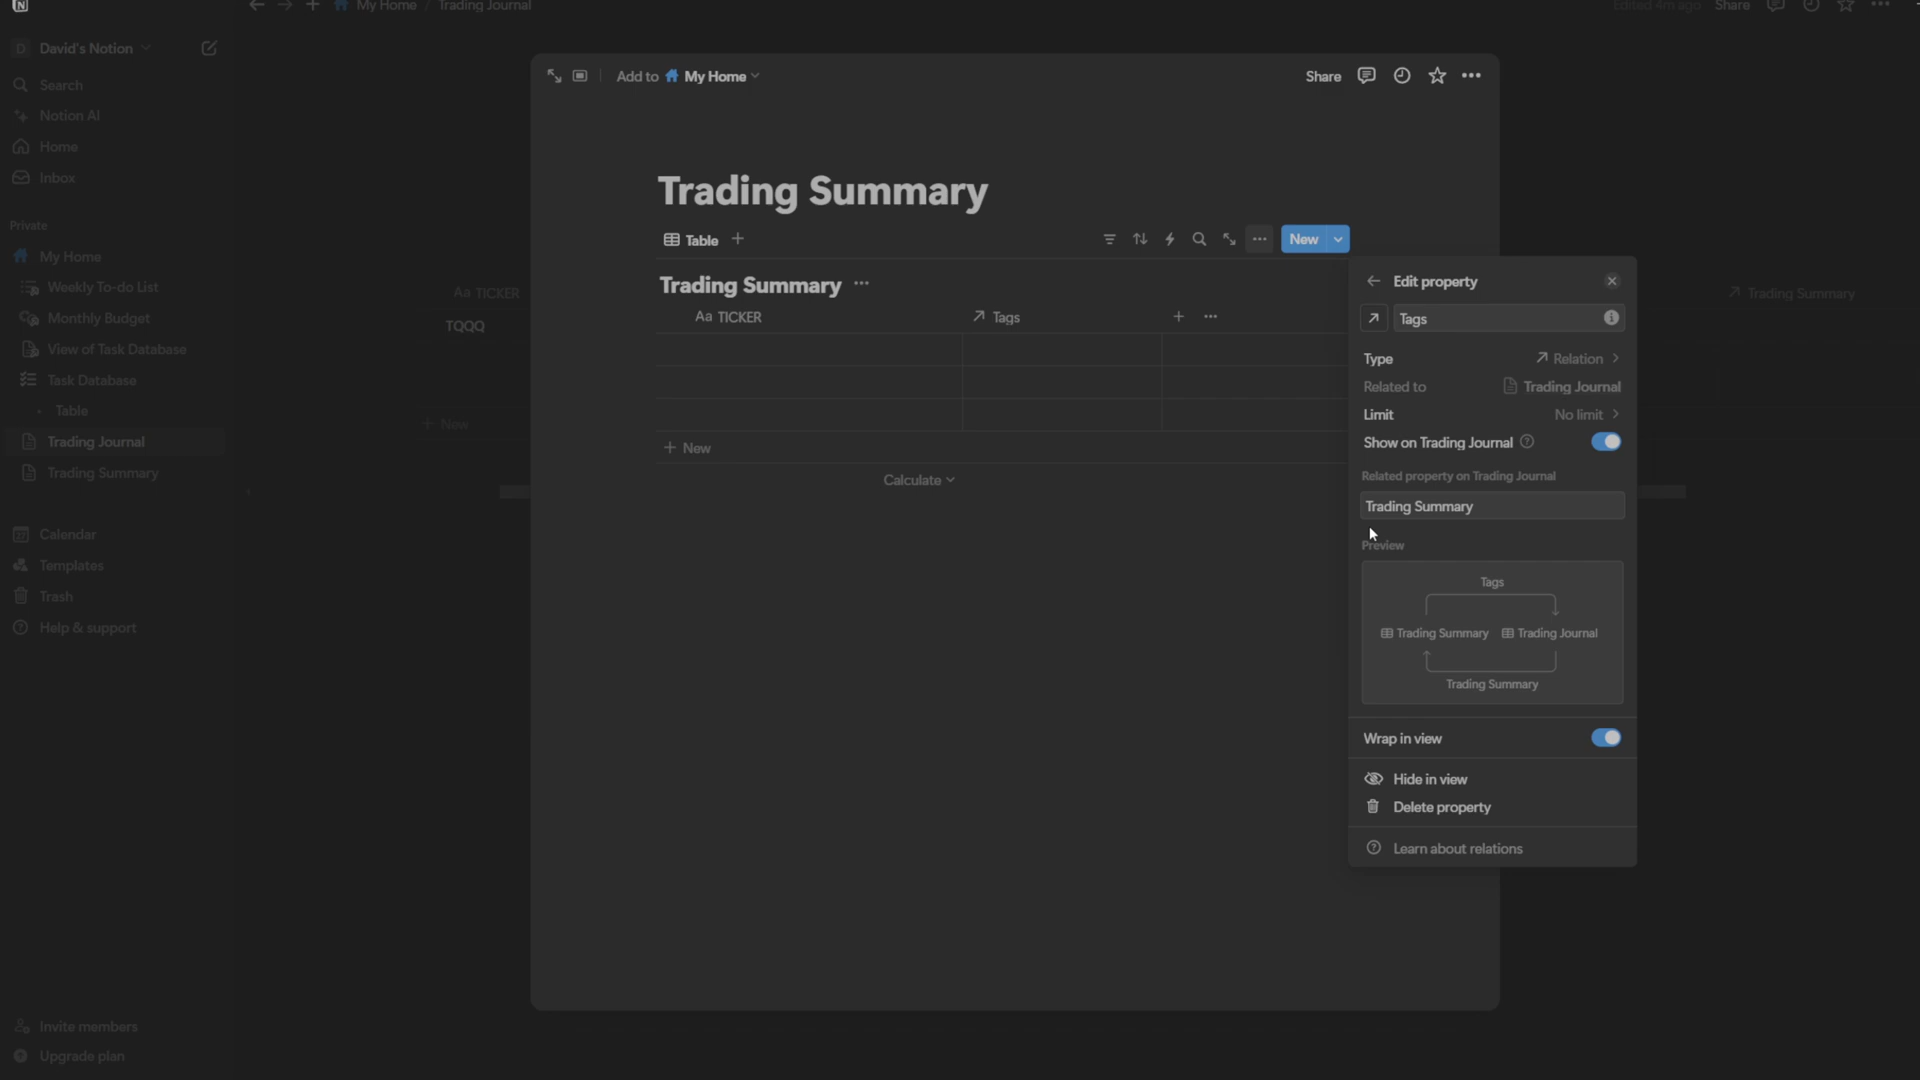 My Home / Trading Journal
Edited 4m ago
Share
D David's Notion
Search
Notion AI
Home
Inbox
Private
My Home
Weekly To-do List
Monthly Budget
View of Task Database
Task Database
Table
Trading Journal
Trading Summary
Calendar
Templates
Trash
Help & support
Invite members
Upgrade plan
Aa TICKER
TQQQ
+ New
Trading Summary
Add to My Home
Share
Trading Summary
Table
New
Trading Summary
Aa TICKER
Tags
+ New
Calculate
Edit property
Tags
Type
Relation
Related to
Trading Journal
Limit
No limit
Show on Trading Journal
Related property on Trading Journal
Trading Summary
Preview
Tags
Trading Summary
Trading Journal
Trading Summary
Wrap in view
Hide in view
Delete property
Learn about relations